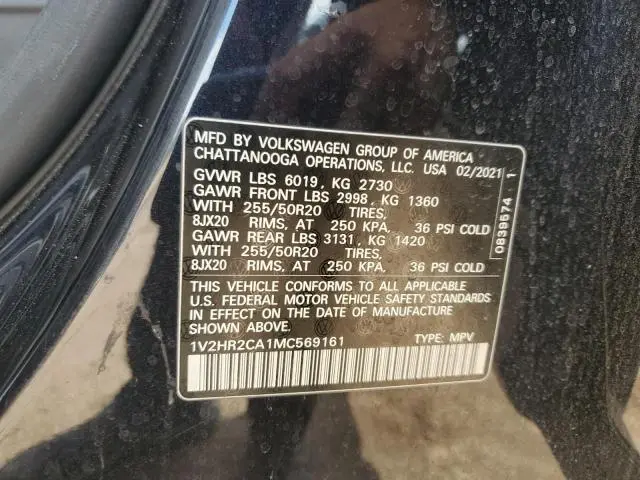 MFD BY VOLKSWAGEN GROUP OF AMERICA
CHATTANOOGA OPERATIONS, LLC. USA 02/2021
GVWR LBS 6019, KG 2730
GAWR FRONT LBS 2998, KG 1360
WITH 255/50R20 TIRES,
8JX20 RIMS, AT 250 KPA, 36 PSI COLD
GAWR REAR LBS 3131, KG 1420
WITH 255/50R20 TIRES,
8JX20 RIMS, AT 250 KPA, 36 PSI COLD
THIS VEHICLE CONFORMS TO ALL APPLICABLE
U.S. FEDERAL MOTOR VEHICLE SAFETY STANDARDS
IN EFFECT ON THE DATE OF MANUFACTURE
1V2HR2CA1MC569161 TYPE: MPV
0839574 1